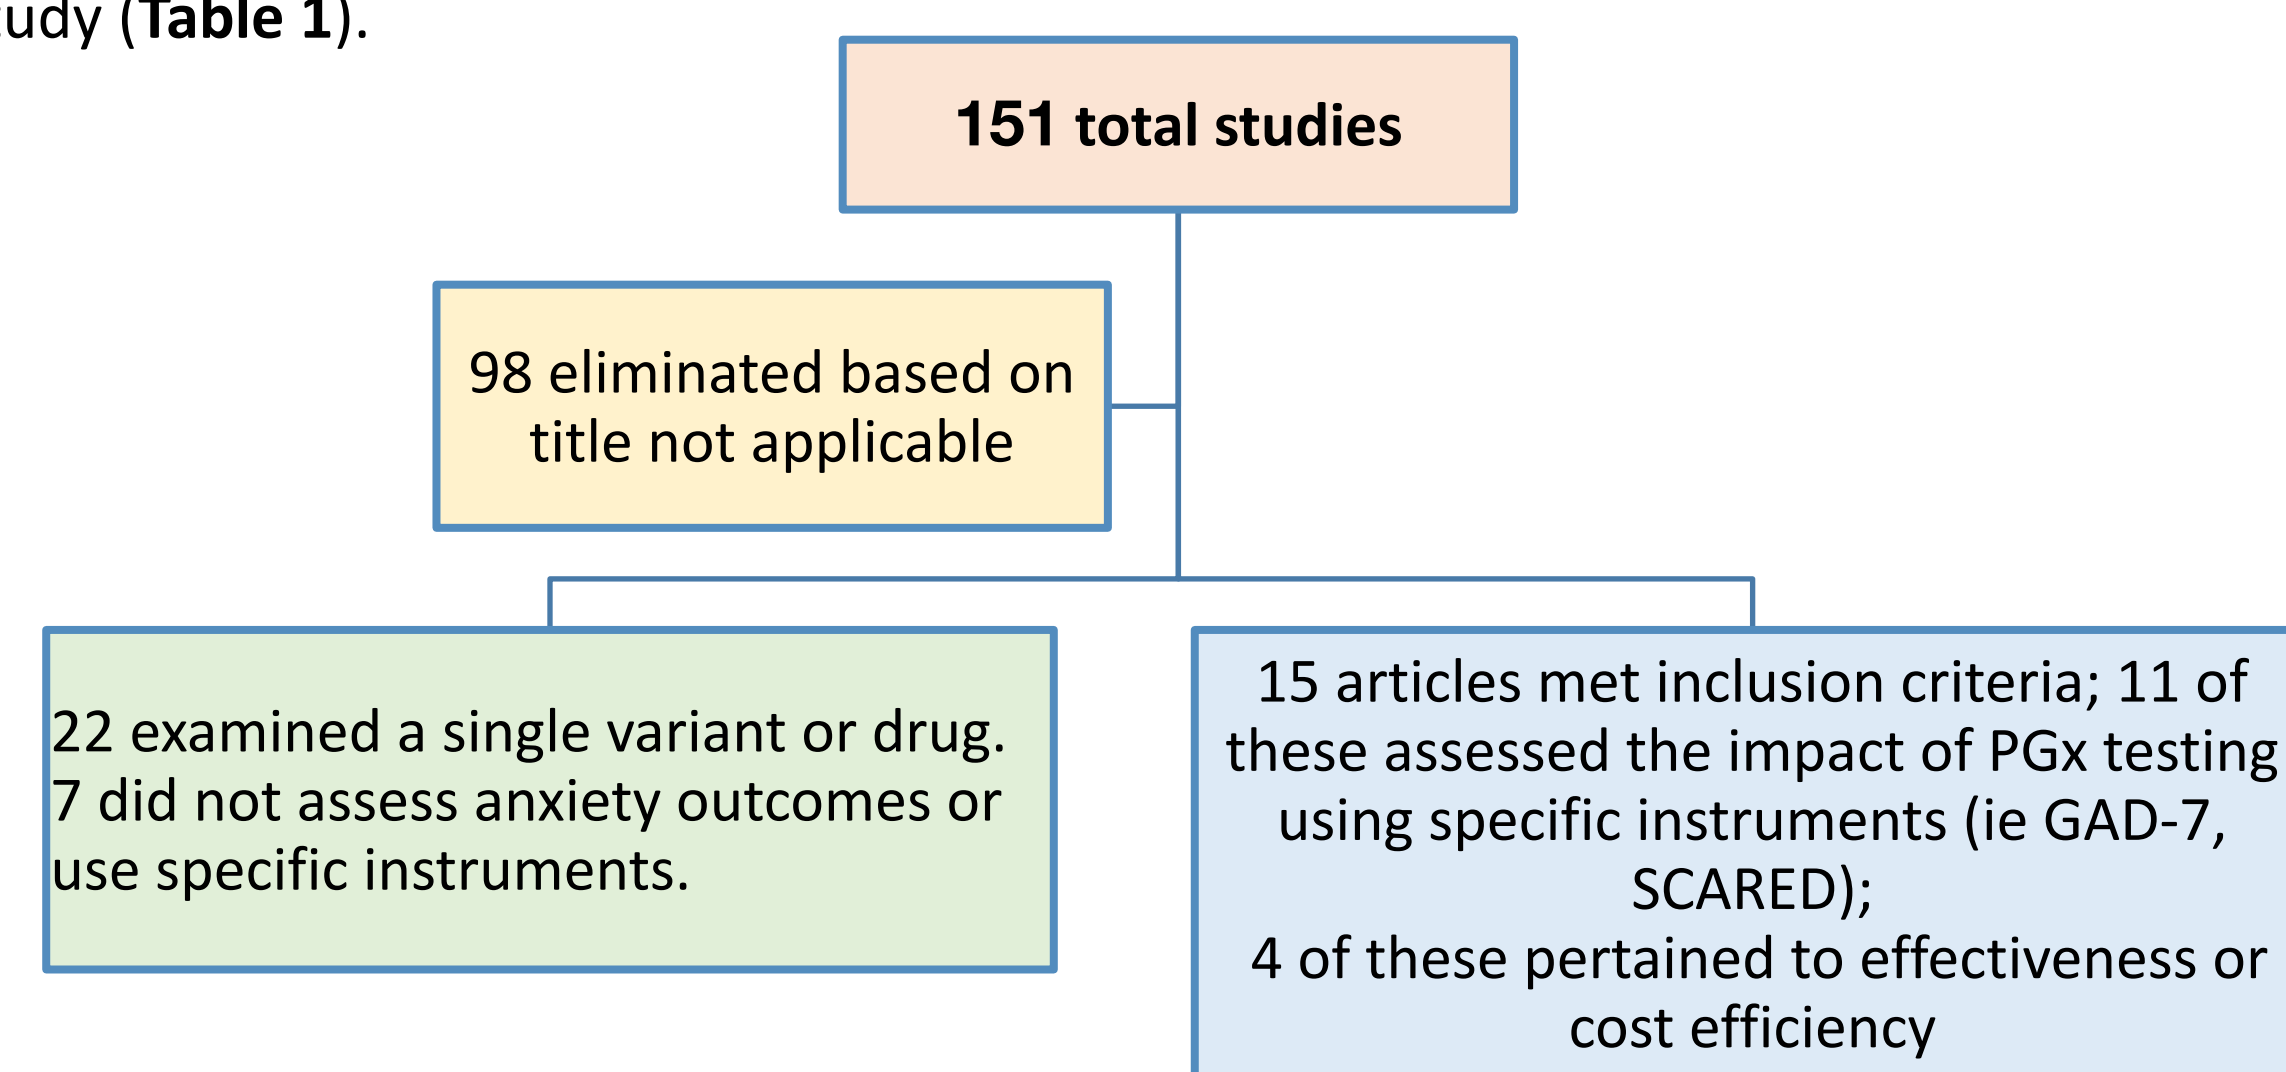 tudy (Table 1).
151 total studies
98 eliminated based on
title not applicable
22 examined a single variant or drug.
7 did not assess anxiety outcomes or
use specific instruments.
15 articles met inclusion criteria; 11 of
these assessed the impact of PGx testing
using specific instruments (ie GAD-7,
SCARED);
4 of these pertained to effectiveness or
cost efficiency